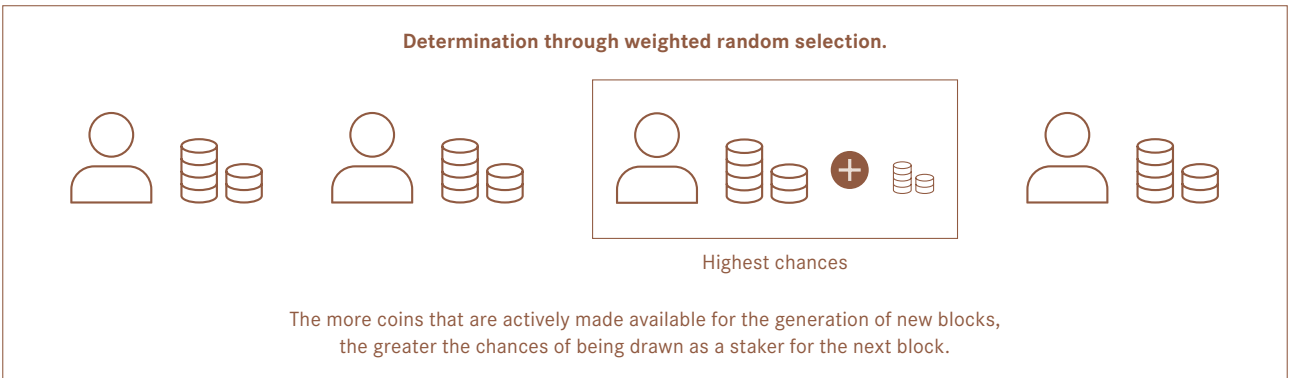 Determination through weighted random selection.
Highest chances
The more coins that are actively made available for the generation of new blocks,
the greater the chances of being drawn as a staker for the next block.